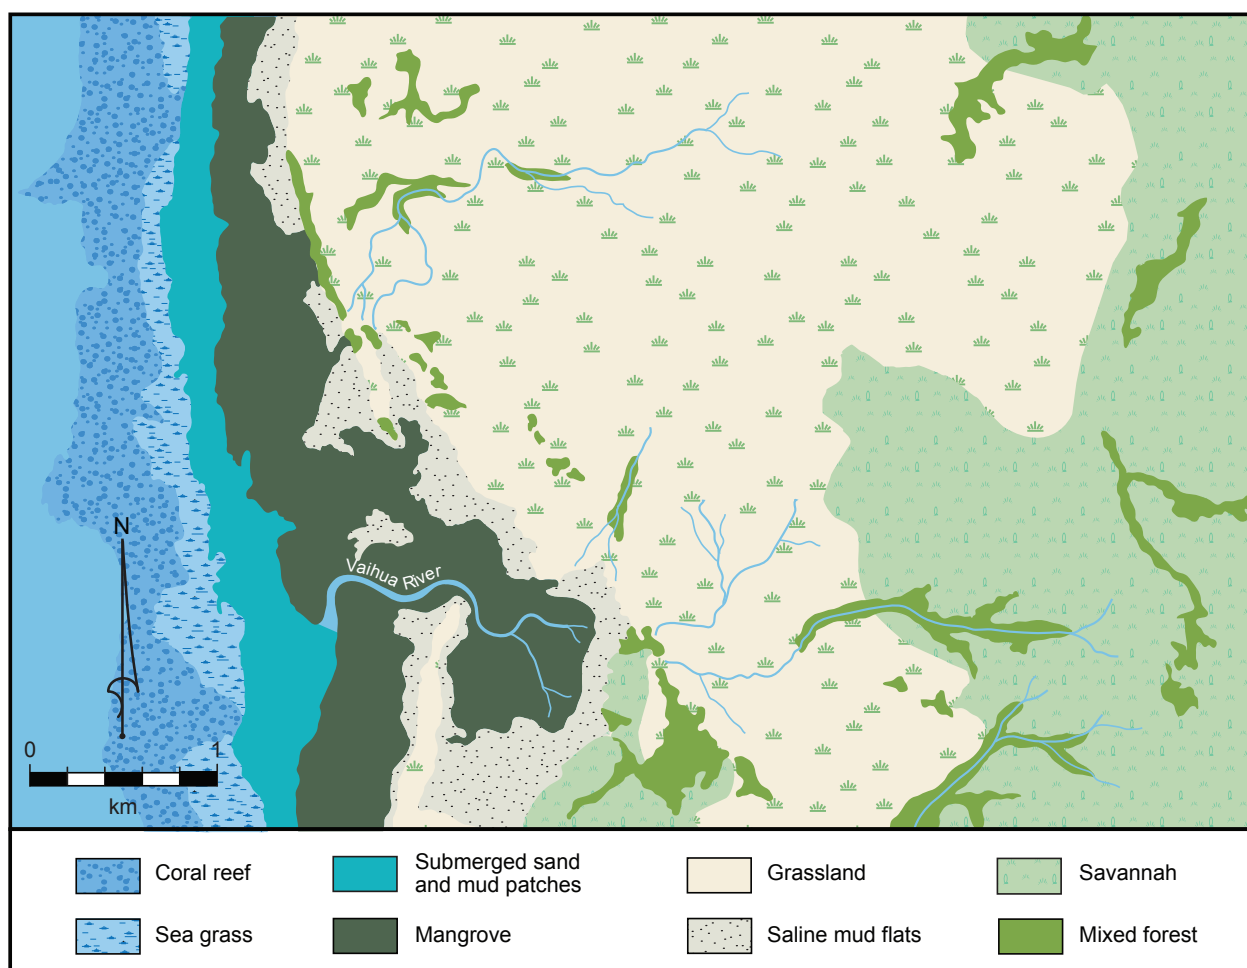 N
Vaihua River
0 1
km
Coral reef
Submerged sand
and mud patches
Grassland
Savannah
Sea grass
Mangrove
Saline mud flats
Mixed forest